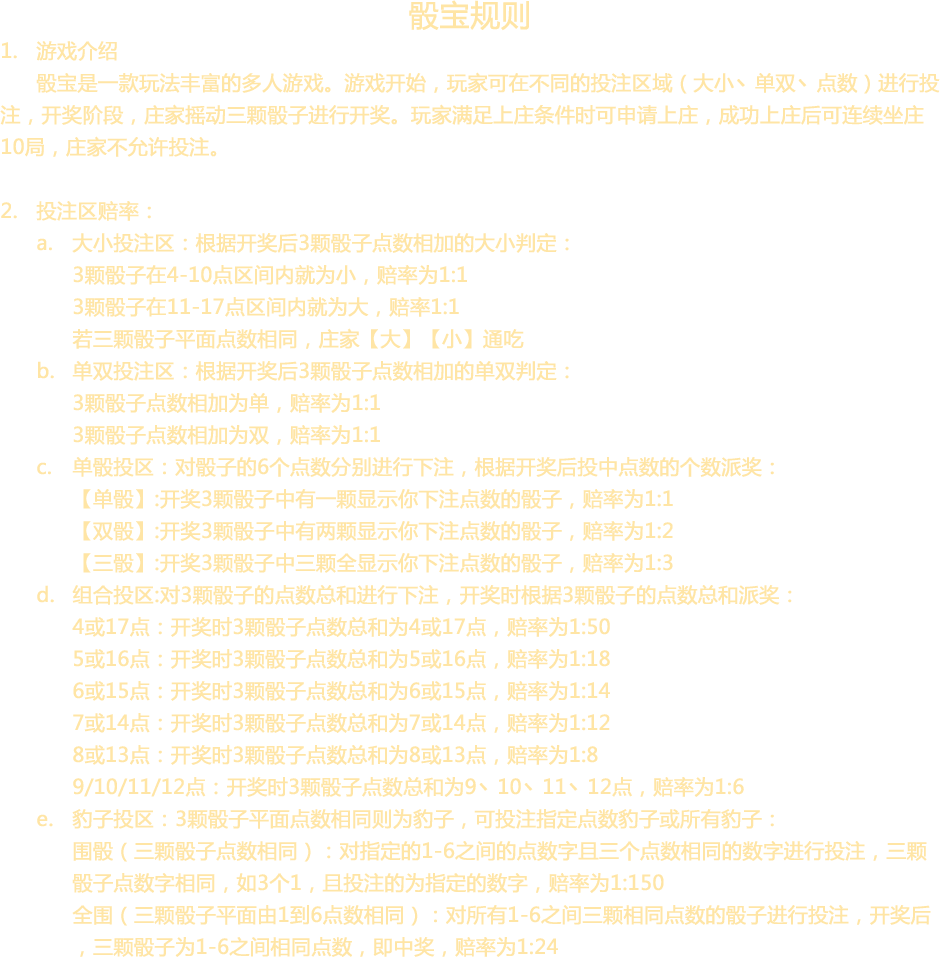 骰宝规则
1. 游戏介绍
骰宝是一款玩法丰富的多人游戏。游戏开始，玩家可在不同的投注区域（大小、单双、点数）进行投
注，开奖阶段，庄家摇动三颗骰子进行开奖。玩家满足上庄条件时可申请上庄，成功上庄后可连续坐庄
10局，庄家不允许投注。
2. 投注区赔率：
a. 大小投注区：根据开奖后3颗骰子点数相加的大小判定：
3颗骰子在4-10点区间内就为小，赔率为1:1
3颗骰子在11-17点区间内就为大，赔率1:1
若三颗骰子平面点数相同，庄家【大】【小】通吃
b. 单双投注区：根据开奖后3颗骰子点数相加的单双判定：
3颗骰子点数相加为单，赔率为1:1
3颗骰子点数相加为双，赔率为1:1
c. 单骰投区：对骰子的6个点数分别进行下注，根据开奖后投中点数的个数派奖：
【单骰】:开奖3颗骰子中有一颗显示你下注点数的骰子，赔率为1:1
【双骰】:开奖3颗骰子中有两颗显示你下注点数的骰子，赔率为1:2
【三骰】:开奖3颗骰子中三颗全显示你下注点数的骰子，赔率为1:3
d. 组合投区:对3颗骰子的点数总和进行下注，开奖时根据3颗骰子的点数总和派奖：
4或17点：开奖时3颗骰子点数总和为4或17点，赔率为1:50
5或16点：开奖时3颗骰子点数总和为5或16点，赔率为1:18
6或15点：开奖时3颗骰子点数总和为6或15点，赔率为1:14
7或14点：开奖时3颗骰子点数总和为7或14点，赔率为1:12
8或13点：开奖时3颗骰子点数总和为8或13点，赔率为1:8
9/10/11/12点：开奖时3颗骰子点数总和为9、10、11、12点，赔率为1:6
e. 豹子投区：3颗骰子平面点数相同则为豹子，可投注指定点数豹子或所有豹子：
围骰（三颗骰子点数相同）：对指定的1-6之间的点数字且三个点数相同的数字进行投注，三颗
骰子点数字相同，如3个1，且投注的为指定的数字，赔率为1:150
全围（三颗骰子平面由1到6点数相同）：对所有1-6之间三颗相同点数的骰子进行投注，开奖后
，三颗骰子为1-6之间相同点数，即中奖，赔率为1:24